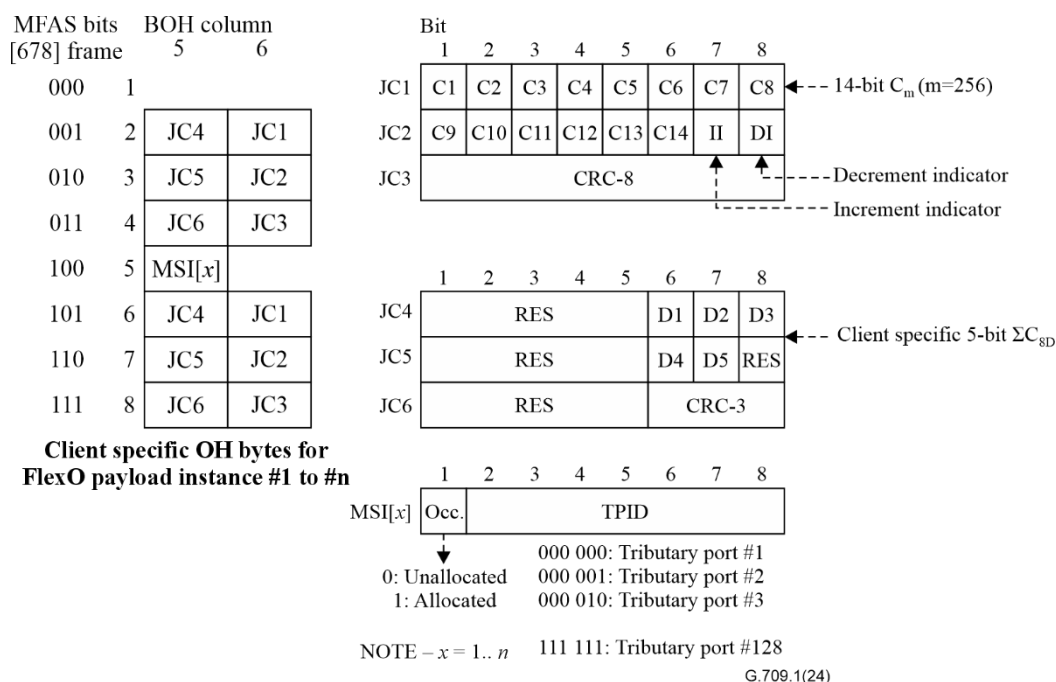 MFAS bits BOH column
[678] frame 5 6
000 1
001 2 JC4 JC1
010 3 JC5 JC2
011 4 JC6 JC3
100 5 MSI[x]
101 6 JC4 JC1
110 7 JC5 JC2
111 8 JC6 JC3
Client specific OH bytes for
FlexO payload instance #1 to #n
Bit
1 2 3 4 5 6 7 8
JC1 C1 C2 C3 C4 C5 C6 C7 C8 14-bit Cm (m=256)
JC2 C9 C10 C11 C12 C13 C14 II DI
JC3 CRC-8
Decrement indicator
Increment indicator
1 2 3 4 5 6 7 8
JC4 RES D1 D2 D3
Client specific 5-bit ΣC8D
JC5 RES D4 D5 RES
JC6 RES CRC-3
1 2 3 4 5 6 7 8
MSI[x] Occ. TPID
0: Unallocated
1: Allocated
000 000: Tributary port #1
000 001: Tributary port #2
000 010: Tributary port #3
NOTE – x = 1.. n 111 111: Tributary port #128
G.709.1(24)